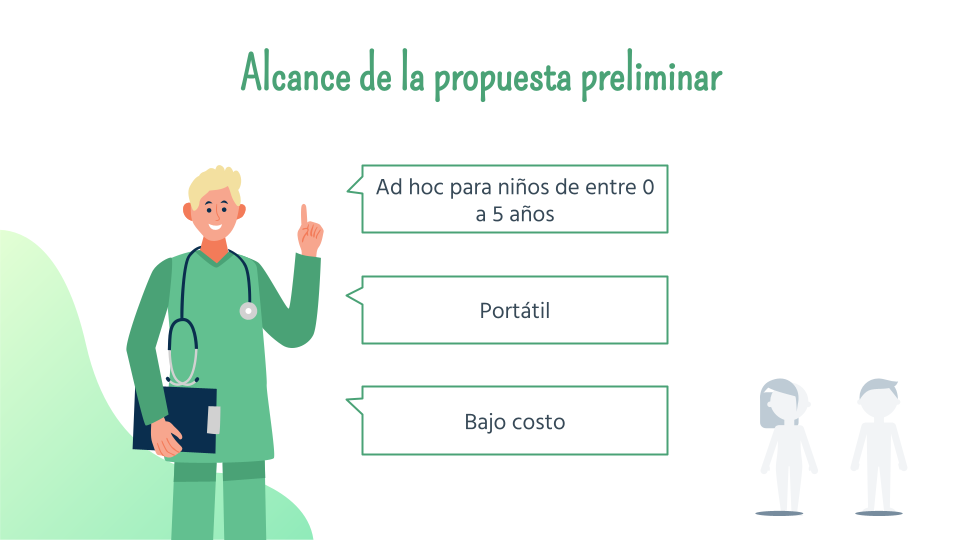 Alcance de la propuesta preliminar
Ad hoc para niños de entre 0
a 5 años
Portátil
Bajo costo